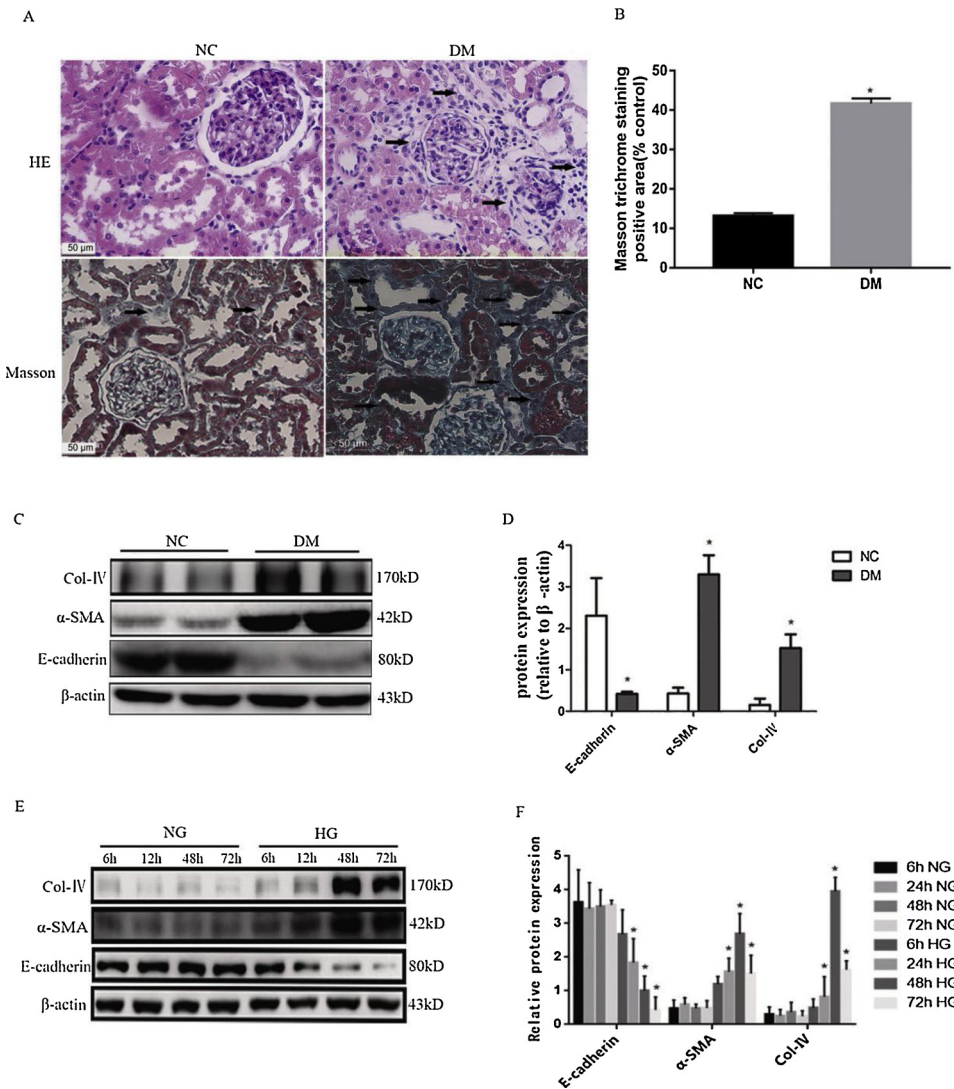 A
NC DM
HE
50 μm
50 μm
Masson
50 μm
50 μm
B
Masson trichrome staining
positive area(% control)
50
40
30
20
10
0
*
NC DM
C
NC DM
Col-IV 170kD
α-SMA 42kD
E-cadherin 80kD
β-actin 43kD
D
protein expression
(relative to β -actin)
4
3
2
1
0
* * *
E-cadherin α-SMA Col-IV
NC
DM
E
NG HG
6h 12h 48h 72h 6h 12h 48h 72h
Col-IV 170kD
α-SMA 42kD
E-cadherin 80kD
β-actin 43kD
F
Relative protein expression
5
4
3
2
1
0
* * * * * * * * *
E-cadherin α-SMA Col-IV
6h NG
24h NG
48h NG
72h NG
6h HG
24h HG
48h HG
72h HG